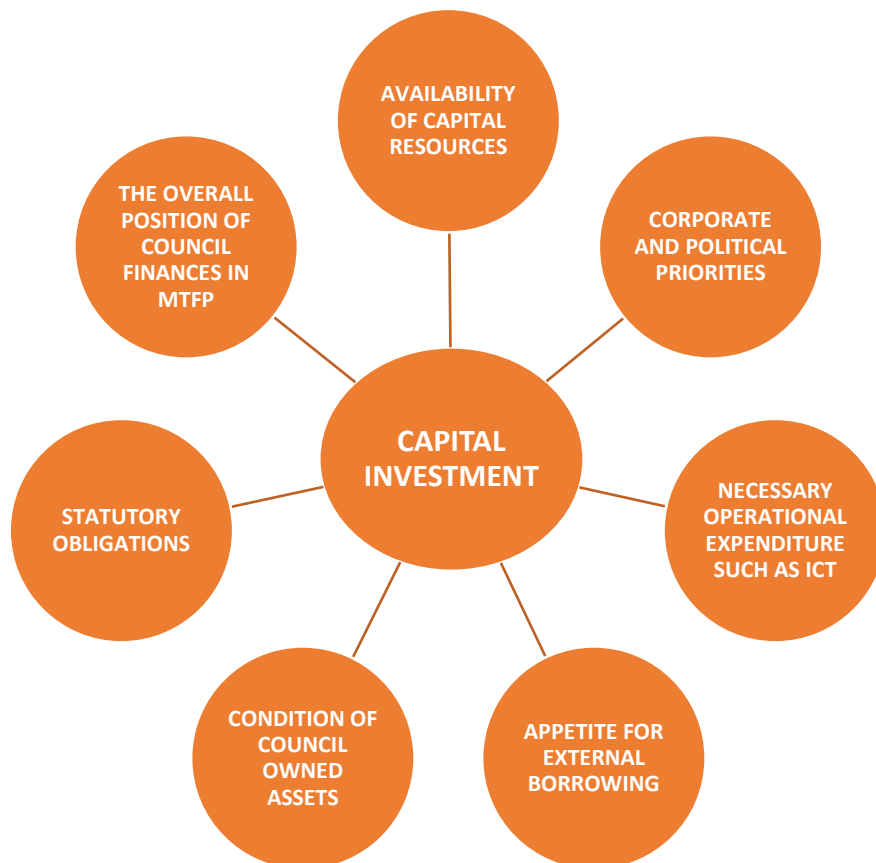 AVAILABILITY
OF CAPITAL
RESOURCES
THE OVERALL
POSITION OF
COUNCIL
FINANCES IN
MTFP
CORPORATE
AND POLITICAL
PRIORITIES
CAPITAL
INVESTMENT
STATUTORY
OBLIGATIONS
NECESSARY
OPERATIONAL
EXPENDITURE
SUCH AS ICT
CONDITION OF
COUNCIL
OWNED
ASSETS
APPETITE FOR
EXTERNAL
BORROWING